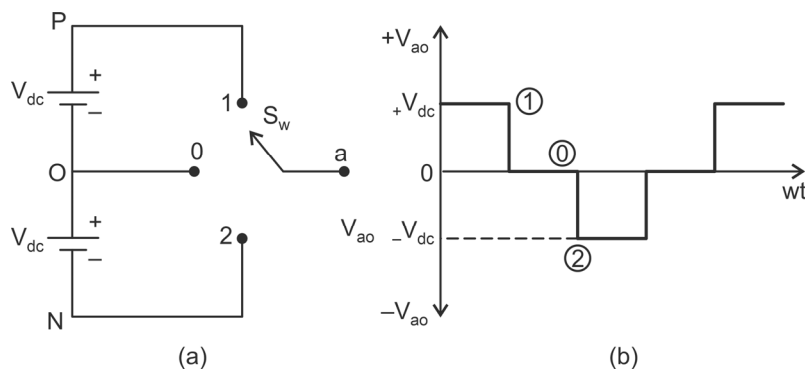 P
V_dc
+
–
1
S_w
O
0
a
V_dc
+
–
2
V_ao
N
(a)
+V_ao
+V_dc
①
⓪
0
wt
–V_dc
②
–V_ao
(b)